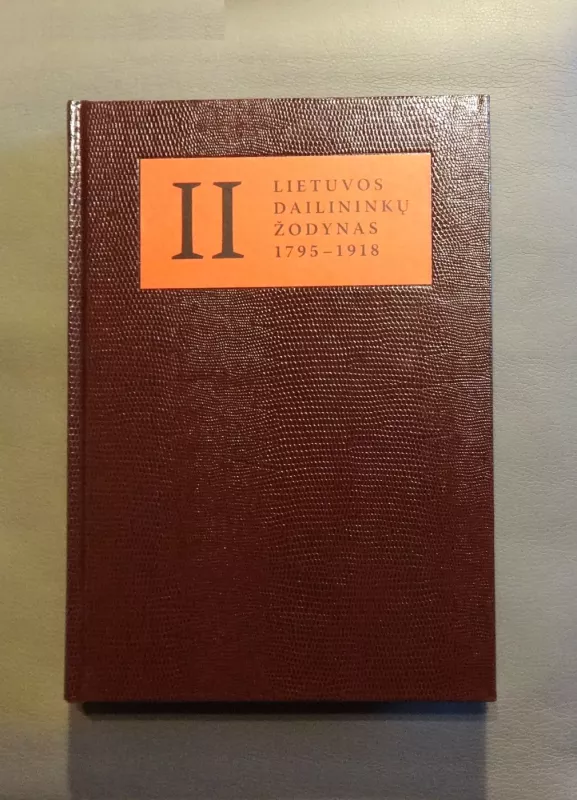 II
LIETUVOS
DAILININKŲ
ŽODYNAS
1795–1918